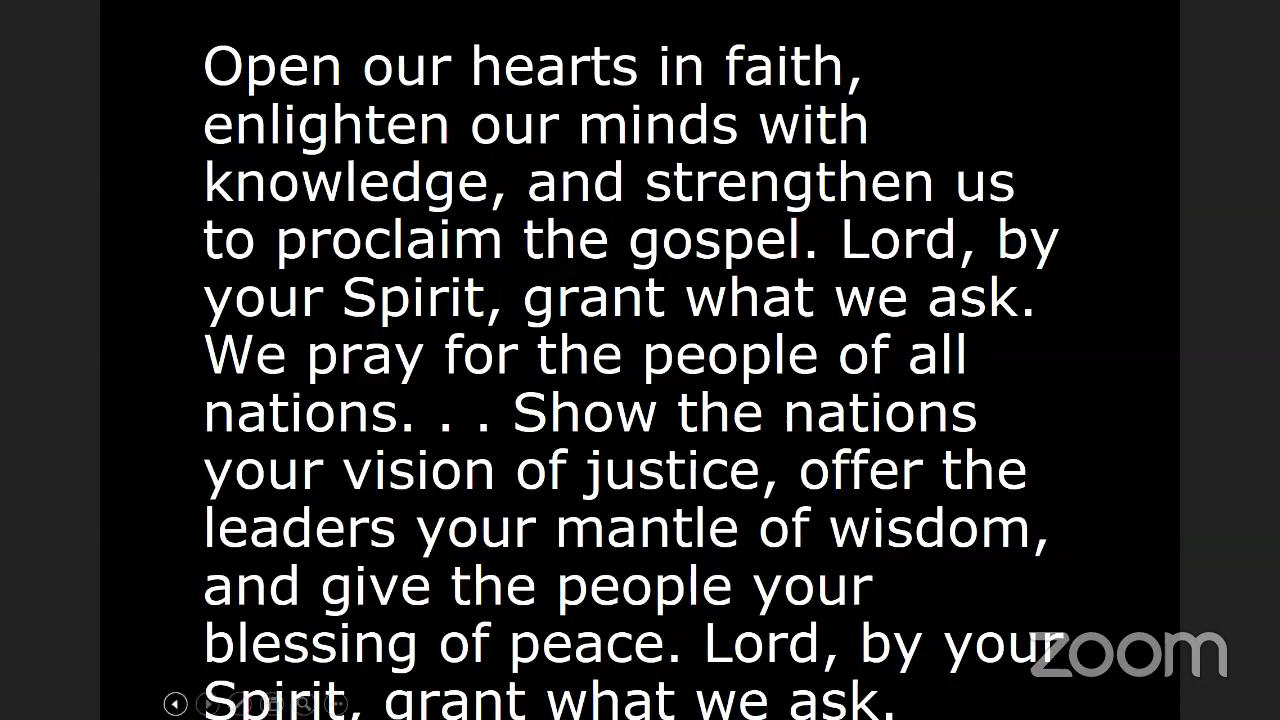 Open our hearts in faith,
enlighten our minds with
knowledge, and strengthen us
to proclaim the gospel. Lord, by
your Spirit, grant what we ask.
We pray for the people of all
nations. . . Show the nations
your vision of justice, offer the
leaders your mantle of wisdom,
and give the people your
blessing of peace. Lord, by your
zoom
Spirit, grant what we ask.